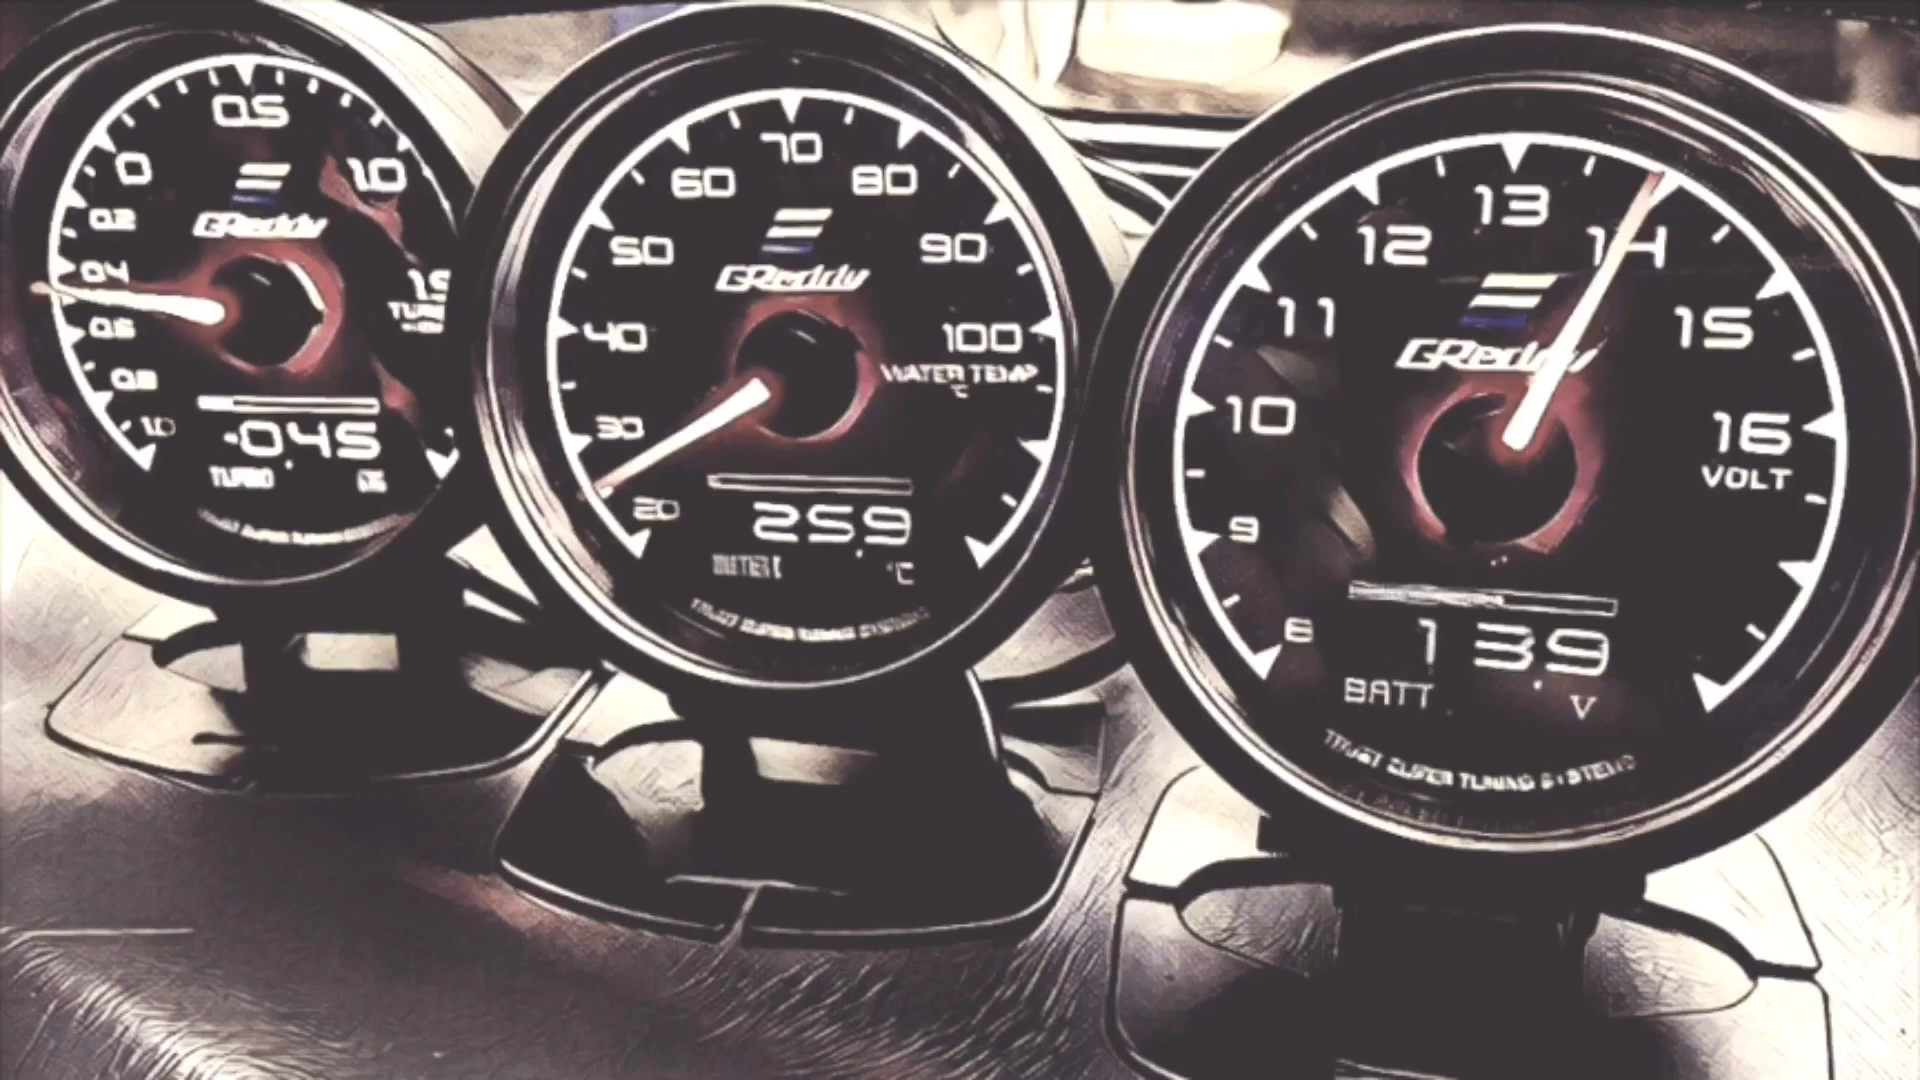 0.5
0
1.0
0.2
0.4
0.6
0.8
1.0
GReddy
-0.45
TURBO
70
60
80
50
90
40
100
30
20
GReddy
WATER TEMP
°C
25.9
WATER
°C
TRUST SUPER TUNING SYSTEMS
13
12
14
11
15
10
16
9
8
GReddy
VOLT
13.9
BATT
V
TRUST SUPER TUNING SYSTEMS